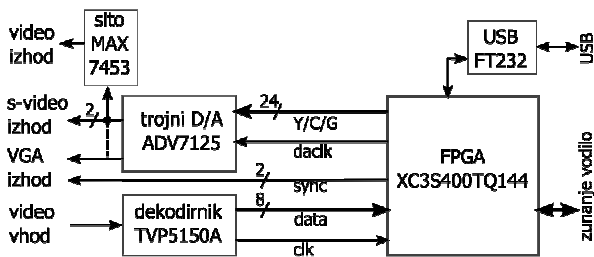 video
izhod
sito
MAX
7453
USB
FT232
USB
s-video
izhod
2
trojni D/A
ADV7125
24
Y/C/G
daclk
FPGA
XC3S400TQ144
VGA
izhod
2
sync
zunanje vodilo
video
vhod
dekodirnik
TVP5150A
8
data
clk